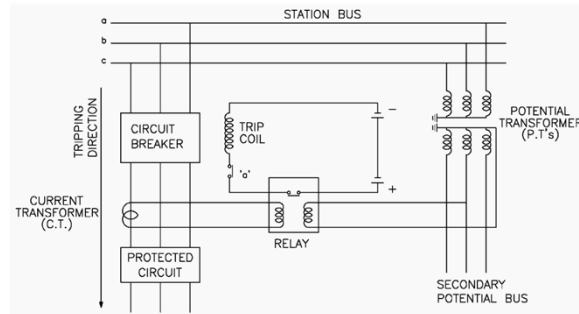 STATION BUS
a
b
c
TRIPPING
DIRECTION
CIRCUIT
BREAKER
TRIP
COIL
"a"
−
+
POTENTIAL
TRANSFORMER
(P.T's)
CURRENT
TRANSFORMER
(C.T.)
RELAY
PROTECTED
CIRCUIT
SECONDARY
POTENTIAL BUS